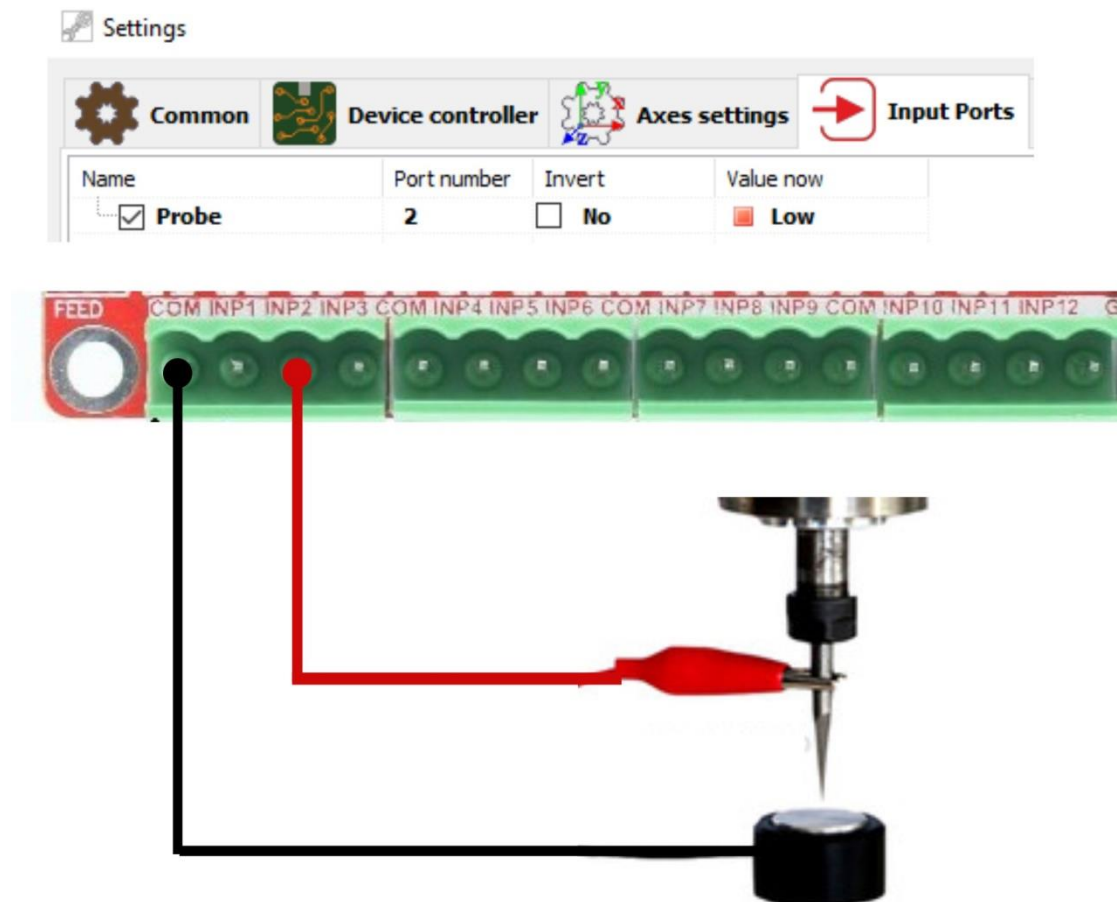 Settings
Common Device controller Axes settings Input Ports
Name Port number Invert Value now
Probe 2 No Low
FEED COM INP1 INP2 INP3 COM INP4 INP5 INP6 COM INP7 INP8 INP9 COM INP10 INP11 INP12